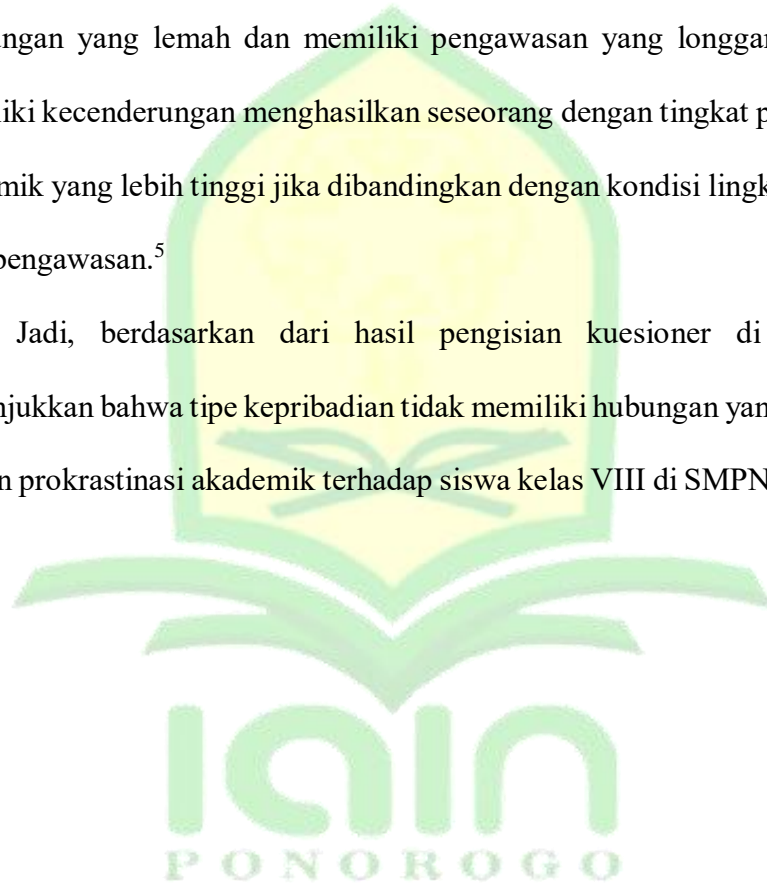 ungan yang lemah dan memiliki pengawasan yang longgar
iki kecenderungan menghasilkan seseorang dengan tingkat p
mik yang lebih tinggi jika dibandingkan dengan kondisi lingk
pengawasan.5
Jadi, berdasarkan dari hasil pengisian kuesioner di
njukkan bahwa tipe kepribadian tidak memiliki hubungan yan
n prokrastinasi akademik terhadap siswa kelas VIII di SMPN
iain
PONOROGO